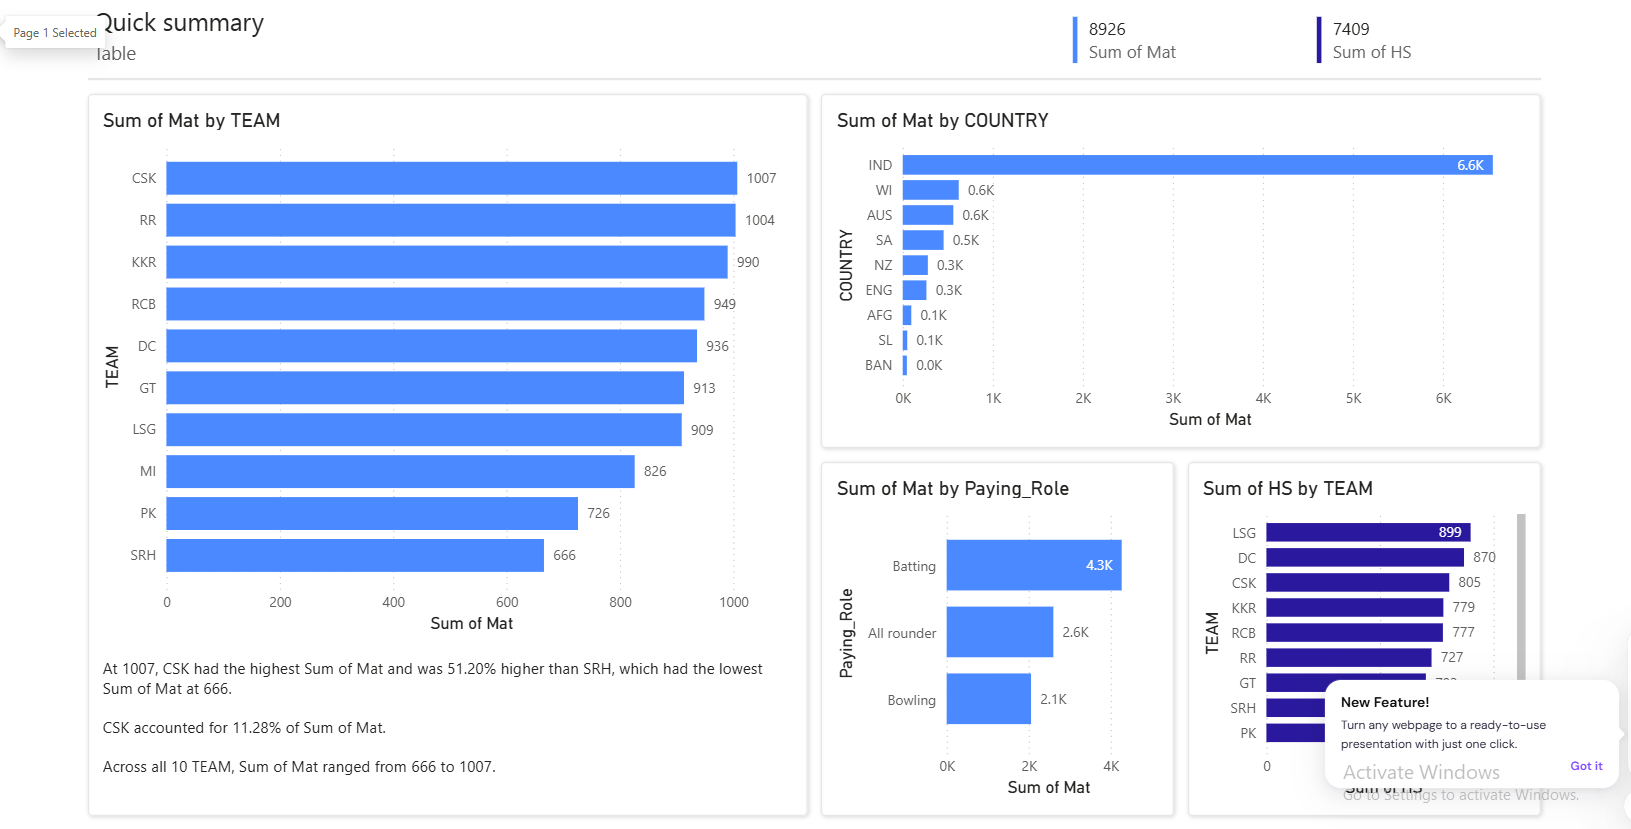 Quick summary
Page 1 Selected
Table
8926
Sum of Mat
7409
Sum of HS
Sum of Mat by TEAM
CSK 1007
RR 1004
KKR 990
RCB 949
DC 936
GT 913
LSG 909
MI 826
PK 726
SRH 666
TEAM
0 200 400 600 800 1000
Sum of Mat
At 1007, CSK had the highest Sum of Mat and was 51.20% higher than SRH, which had the lowest
Sum of Mat at 666.
CSK accounted for 11.28% of Sum of Mat.
Across all 10 TEAM, Sum of Mat ranged from 666 to 1007.
Sum of Mat by COUNTRY
IND 6.6K
WI 0.6K
AUS 0.6K
SA 0.5K
NZ 0.3K
ENG 0.3K
AFG 0.1K
SL 0.1K
BAN 0.0K
COUNTRY
0K 1K 2K 3K 4K 5K 6K
Sum of Mat
Sum of Mat by Paying_Role
Batting 4.3K
All rounder 2.6K
Bowling 2.1K
Paying_Role
0K 2K 4K
Sum of Mat
Sum of HS by TEAM
LSG 899
DC 870
CSK 805
KKR 779
RCB 777
RR 727
GT
SRH
PK
TEAM
0
Sum of HS
New Feature!
Turn any webpage to a ready-to-use
presentation with just one click.
Got it
Activate Windows
Go to Settings to activate Windows.